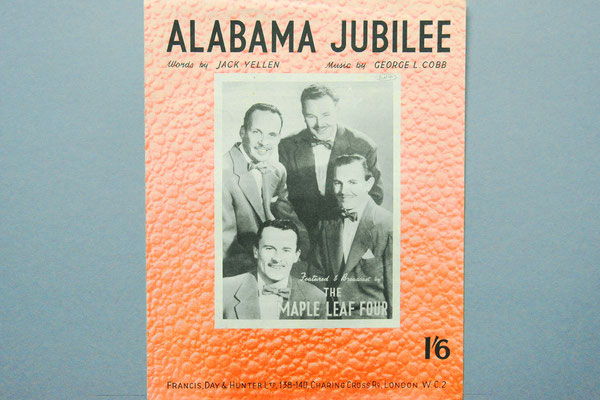 ALABAMA JUBILEE
Words by JACK YELLEN Music by GEORGE L. COBB
Featured & Broadcast by
THE
MAPLE LEAF FOUR
1'6
FRANCIS, DAY & HUNTER LTD, 138-140, CHARING CROSS RD, LONDON W.C.2